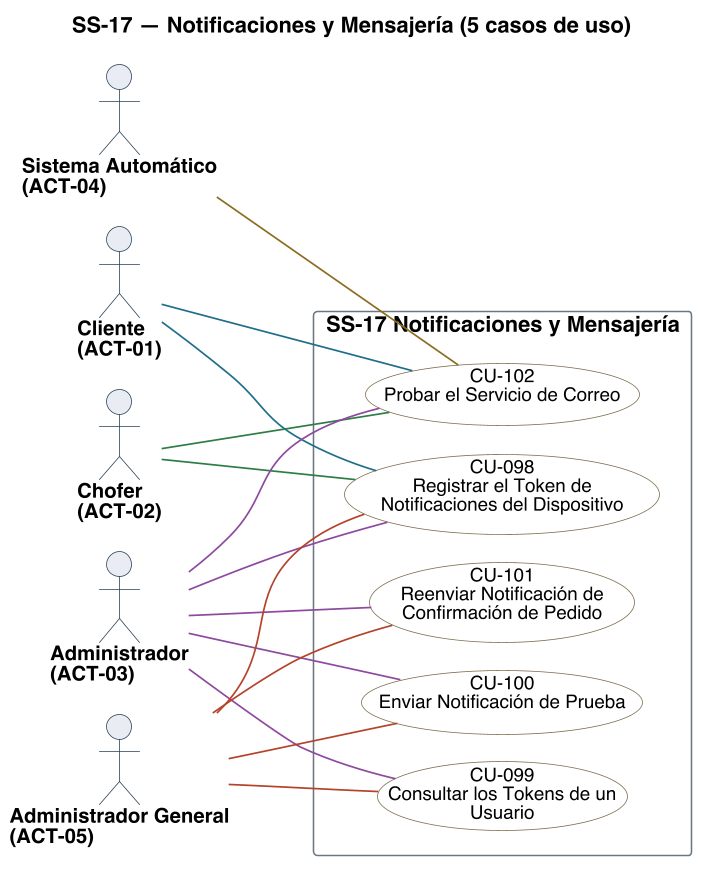 SS-17 — Notificaciones y Mensajería (5 casos de uso)
Sistema Automático
(ACT-04)
Cliente
(ACT-01)
Chofer
(ACT-02)
Administrador
(ACT-03)
Administrador General
(ACT-05)
SS-17 Notificaciones y Mensajería
CU-102
Probar el Servicio de Correo
CU-098
Registrar el Token de
Notificaciones del Dispositivo
CU-101
Reenviar Notificación de
Confirmación de Pedido
CU-100
Enviar Notificación de Prueba
CU-099
Consultar los Tokens de un
Usuario